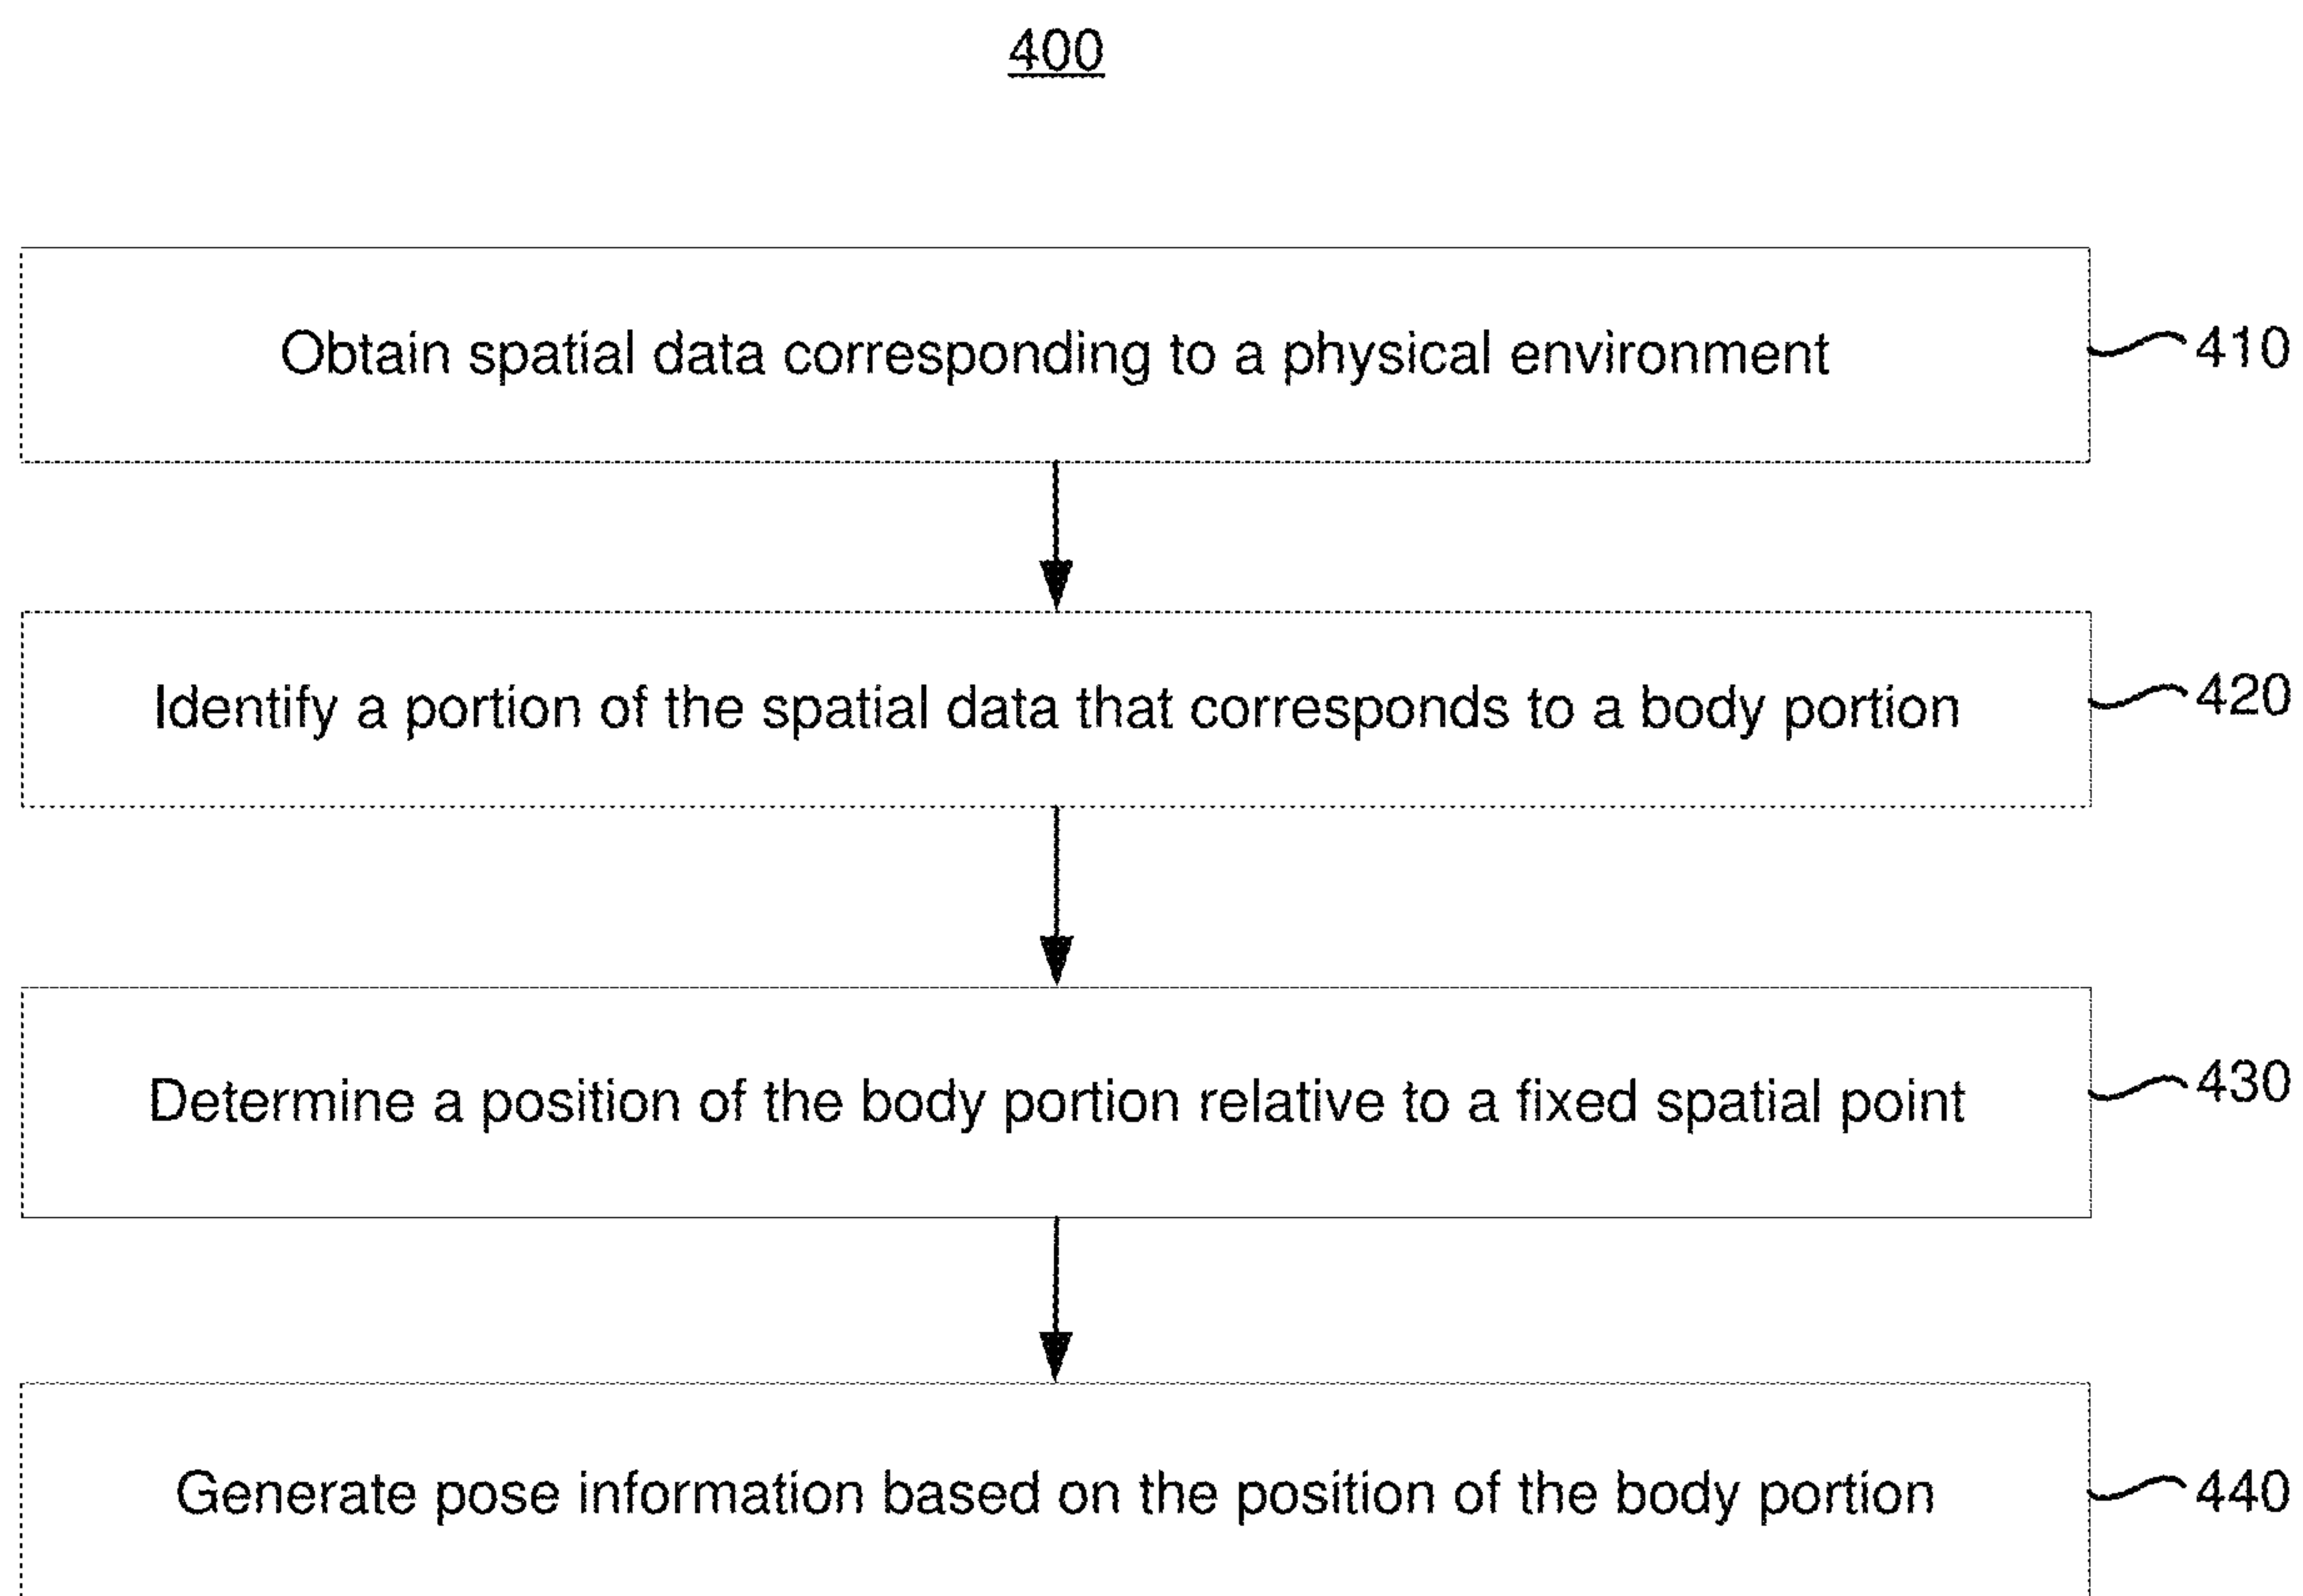 400
Obtain spatial data corresponding to a physical environment
410
Identify a portion of the spatial data that corresponds to a body portion
420
Determine a position of the body portion relative to a fixed spatial point
430
Generate pose information based on the position of the body portion
440